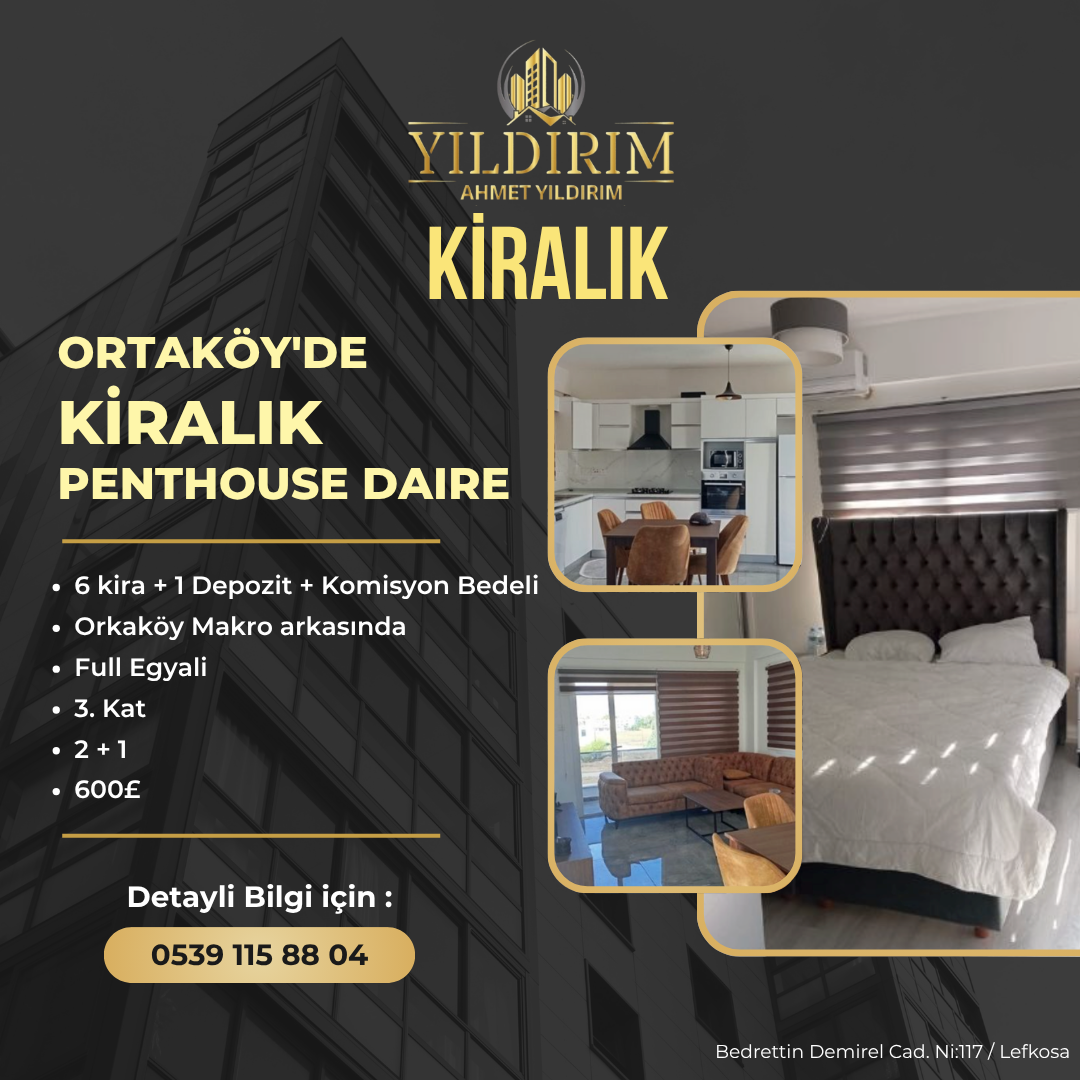 YILDIRIM
AHMET YILDIRIM
KİRALIK
ORTAKÖY'DE
KİRALIK
PENTHOUSE DAIRE
• 6 kira + 1 Depozit + Komisyon Bedeli
• Orkaköy Makro arkasında
• Full Egyali
• 3. Kat
• 2 + 1
• 600£
Detayli Bilgi için :
0539 115 88 04
Bedrettin Demirel Cad. Ni:117 / Lefkosa